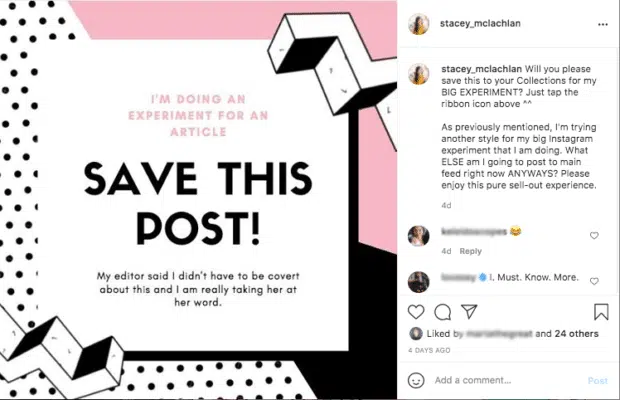 I'M DOING AN
EXPERIMENT FOR AN
ARTICLE
SAVE THIS
POST!
My editor said I didn't have to be covert
about this and I am really taking her at
her word.
stacey_mclachlan
stacey_mclachlan Will you please
save this to your Collections for my
BIG EXPERIMENT? Just tap the
ribbon icon above ^^
As previously mentioned, I'm trying
another style for my big Instagram
experiment that I am doing. What
ELSE am I going to post to main
feed right now ANYWAYS? Please
enjoy this pure sell-out experience.
4d
😂
4d Reply
I. Must. Know. More.
Liked by and 24 others
4 DAYS AGO
Add a comment... Post